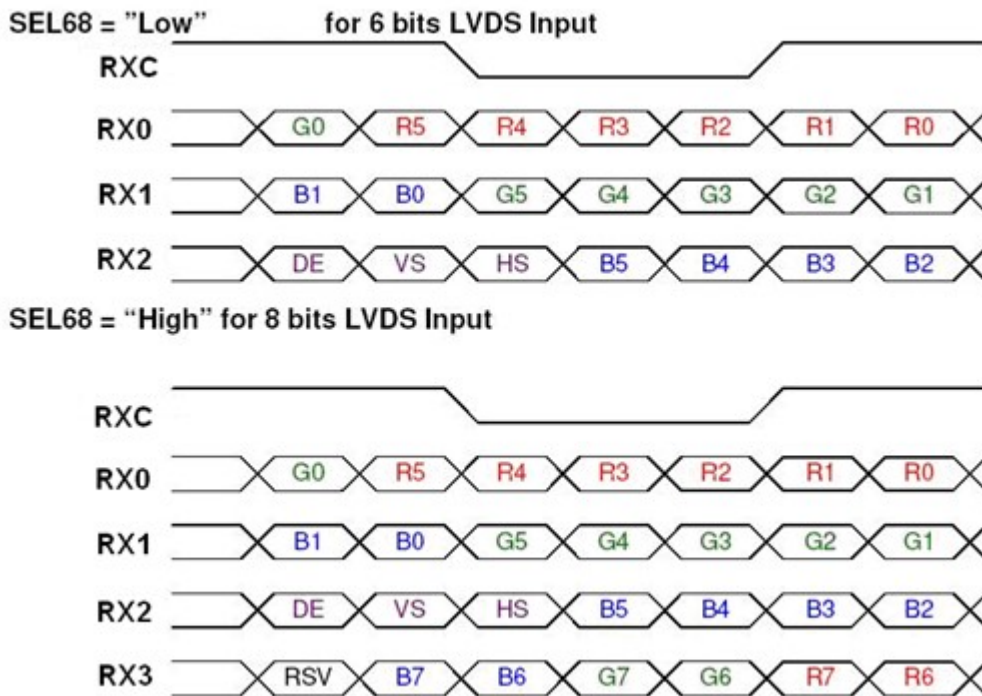 SEL68 = "Low" for 6 bits LVDS Input
RXC
RX0 G0 R5 R4 R3 R2 R1 R0
RX1 B1 B0 G5 G4 G3 G2 G1
RX2 DE VS HS B5 B4 B3 B2
SEL68 = “High” for 8 bits LVDS Input
RXC
RX0 G0 R5 R4 R3 R2 R1 R0
RX1 B1 B0 G5 G4 G3 G2 G1
RX2 DE VS HS B5 B4 B3 B2
RX3 RSV B7 B6 G7 G6 R7 R6